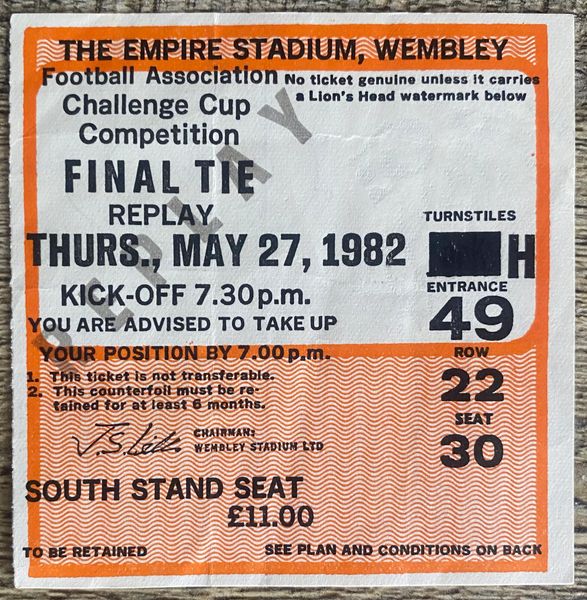 THE EMPIRE STADIUM, WEMBLEY
Football Association
Challenge Cup
Competition
No ticket genuine unless it carries
a Lion's Head watermark below
REPLAY
FINAL TIE
REPLAY
THURS., MAY 27, 1982
KICK-OFF 7.30 p.m.
YOU ARE ADVISED TO TAKE UP
YOUR POSITION BY 7.00 p.m.
TURNSTILES
H
ENTRANCE
49
ROW
22
SEAT
30
1. This ticket is not transferable.
2. This counterfoil must be re-
tained for at least 6 months.
CHAIRMAN:
WEMBLEY STADIUM LTD
SOUTH STAND SEAT
£11.00
TO BE RETAINED
SEE PLAN AND CONDITIONS ON BACK